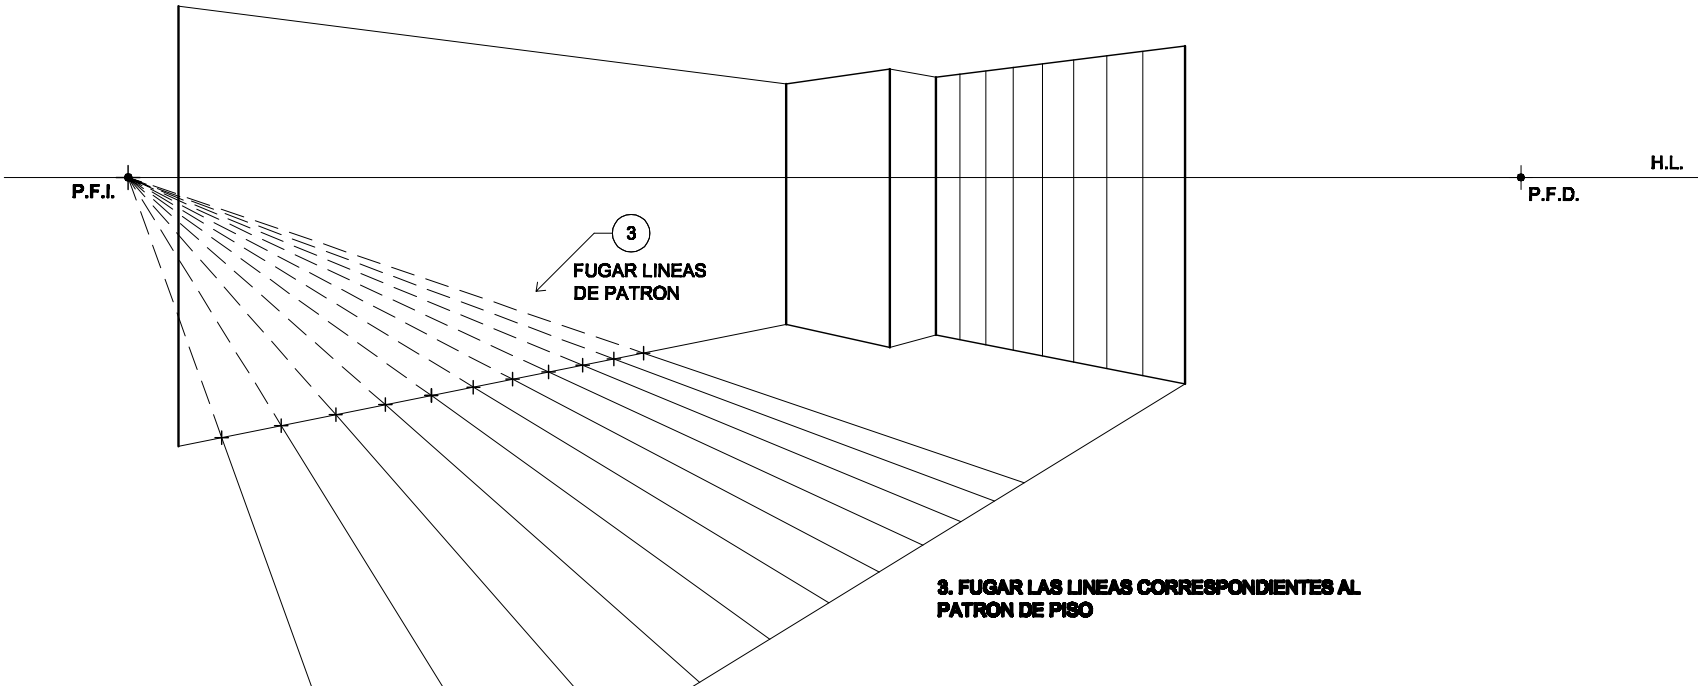 H.L.
P.F.I.
P.F.D.
3
FUGAR LINEAS
DE PATRON
3. FUGAR LAS LINEAS CORRESPONDIENTES AL
PATRON DE PISO